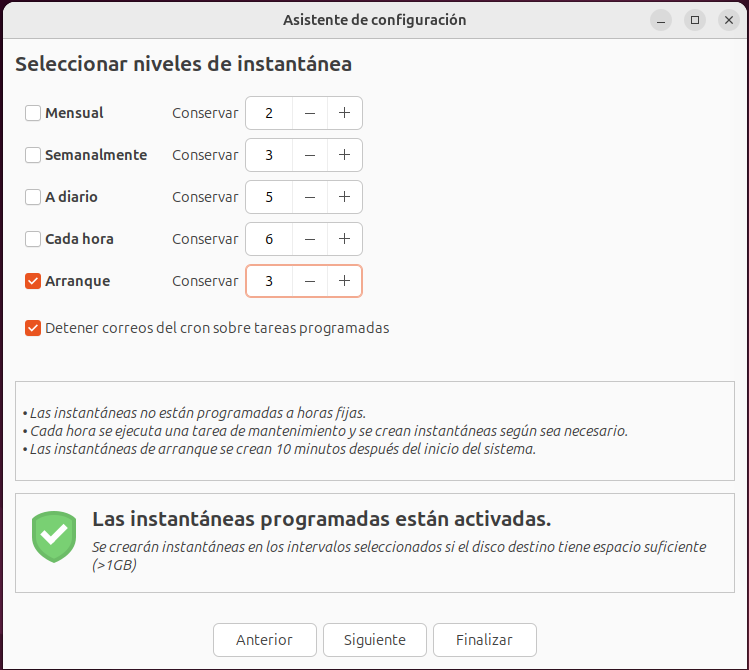 Asistente de configuración
Seleccionar niveles de instantánea
Mensual Conservar 2 − +
Semanalmente Conservar 3 − +
A diario Conservar 5 − +
Cada hora Conservar 6 − +
Arranque Conservar 3 − +
Detener correos del cron sobre tareas programadas
• Las instantáneas no están programadas a horas fijas.
• Cada hora se ejecuta una tarea de mantenimiento y se crean instantáneas según sea necesario.
• Las instantáneas de arranque se crean 10 minutos después del inicio del sistema.
Las instantáneas programadas están activadas.
Se crearán instantáneas en los intervalos seleccionados si el disco destino tiene espacio suficiente
(>1GB)
Anterior Siguiente Finalizar